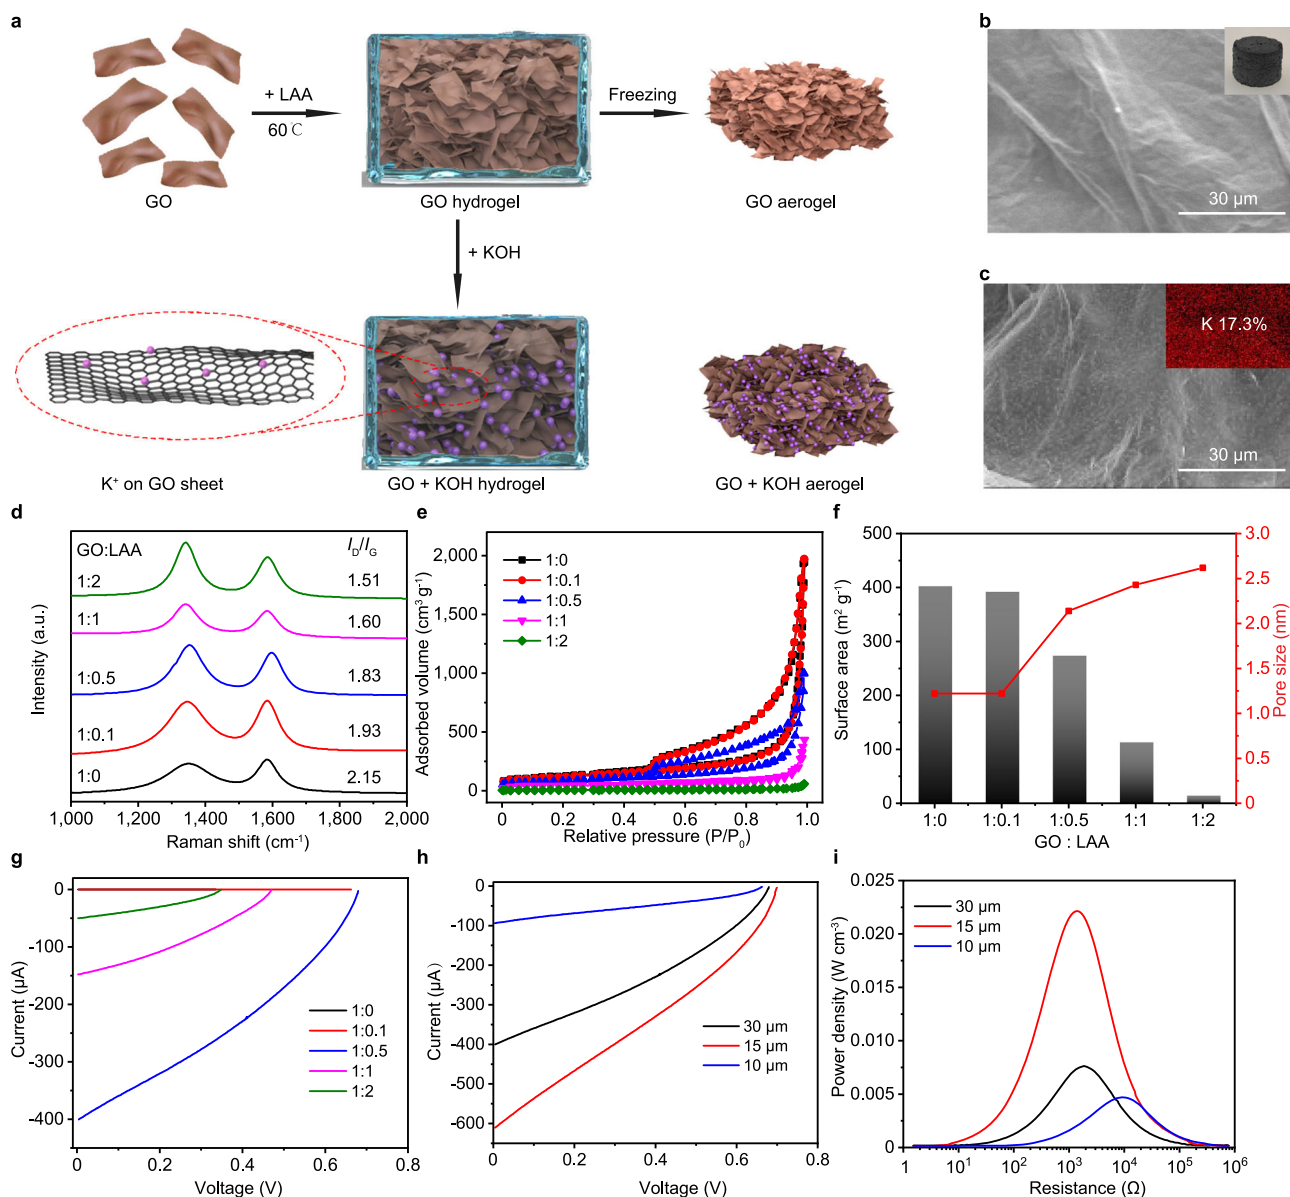 a
+ LAA
60℃
Freezing
GO
GO hydrogel
GO aerogel
+ KOH
K⁺ on GO sheet
GO + KOH hydrogel
GO + KOH aerogel
b
30 µm
c
K 17.3%
30 µm
d
GO:LAA
I_D/I_G
1:2
1.51
1:1
1.60
1:0.5
1.83
1:0.1
1.93
1:0
2.15
Intensity (a.u.)
1,000
1,200
1,400
1,600
1,800
2,000
Raman shift (cm⁻¹)
e
Adsorbed volume (cm³ g⁻¹)
2,000
1,500
1,000
500
0
1:0
1:0.1
1:0.5
1:1
1:2
0
0.2
0.4
0.6
0.8
1.0
Relative pressure (P/P₀)
f
Surface area (m² g⁻¹)
500
400
300
200
100
0
3.0
2.5
2.0
1.5
1.0
0.5
0
Pore size (nm)
1:0
1:0.1
1:0.5
1:1
1:2
GO : LAA
g
Current (µA)
0
-100
-200
-300
-400
1:0
1:0.1
1:0.5
1:1
1:2
0
0.2
0.4
0.6
0.8
Voltage (V)
h
Current (µA)
0
-100
-200
-300
-400
-500
-600
30 µm
15 µm
10 µm
0
0.2
0.4
0.6
0.8
Voltage (V)
i
Power density (W cm⁻³)
0.025
0.020
0.015
0.010
0.005
0
30 µm
15 µm
10 µm
1
10¹
10²
10³
10⁴
10⁵
10⁶
Resistance (Ω)